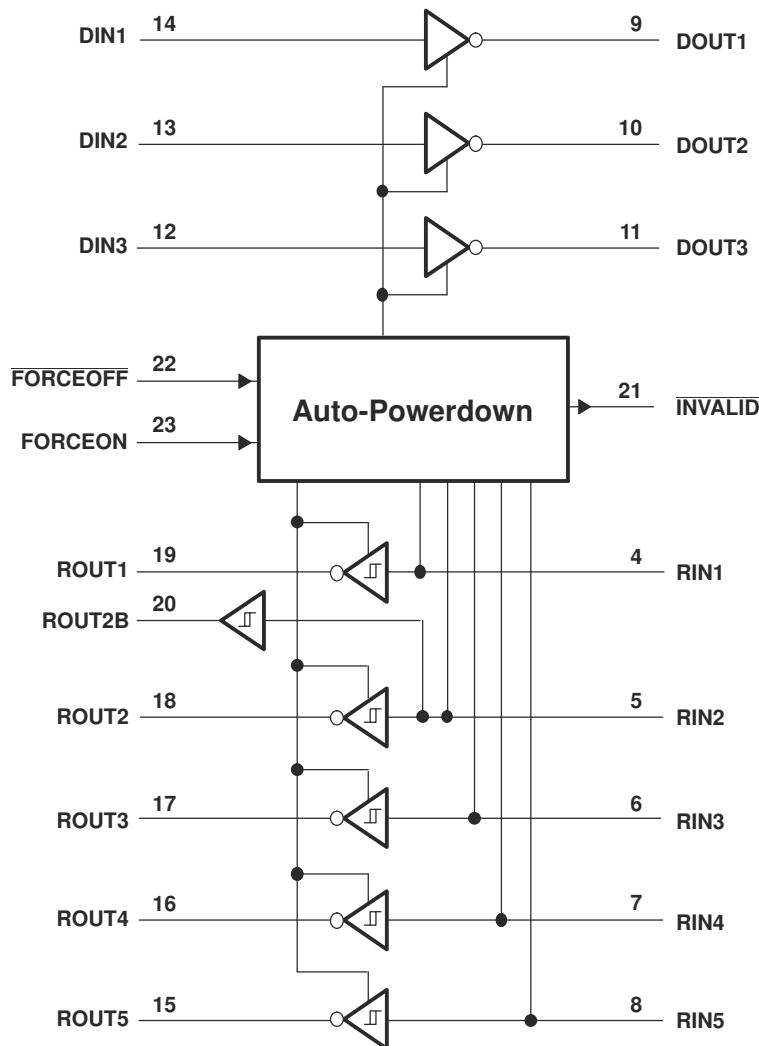 DIN1 14 9 DOUT1
DIN2 13 10 DOUT2
DIN3 12 11 DOUT3
FORCEOFF 22
Auto-Powerdown
21 INVALID
FORCEON 23
ROUT1 19 4 RIN1
ROUT2B 20
ROUT2 18 5 RIN2
ROUT3 17 6 RIN3
ROUT4 16 7 RIN4
ROUT5 15 8 RIN5